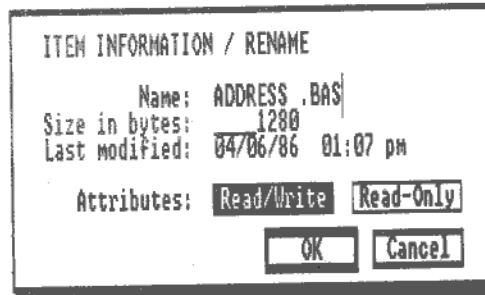 ITEM INFORMATION / RENAME
Name: ADDRESS .BAS
Size in bytes: 1280
Last modified: 04/06/86 01:07 pm
Attributes: Read/Write Read-Only
OK Cancel